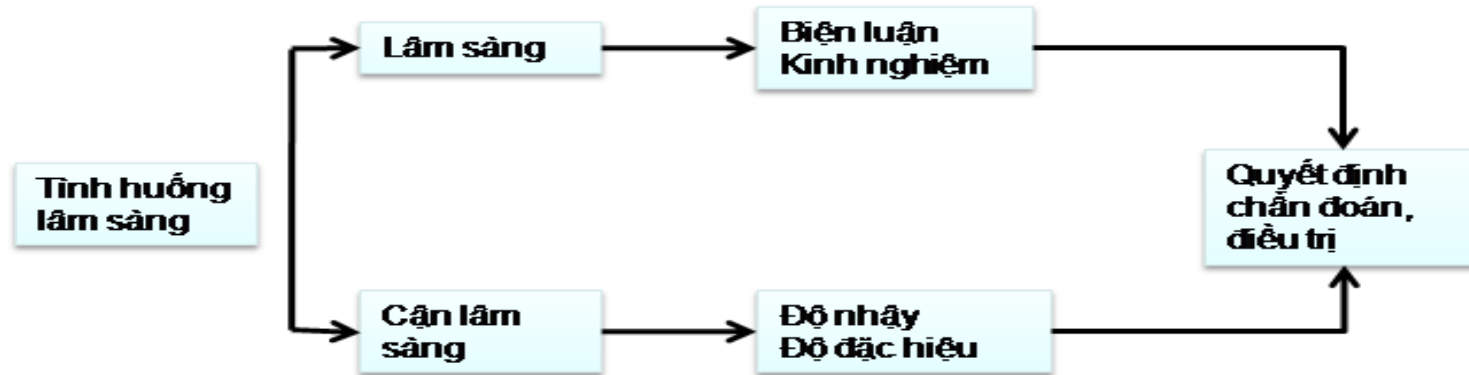 Tình huống
lâm sàng
Lâm sàng
Biện luận
Kinh nghiệm
Cận lâm
sàng
Độ nhậy
Độ đặc hiệu
Quyết định
chẩn đoán,
điều trị